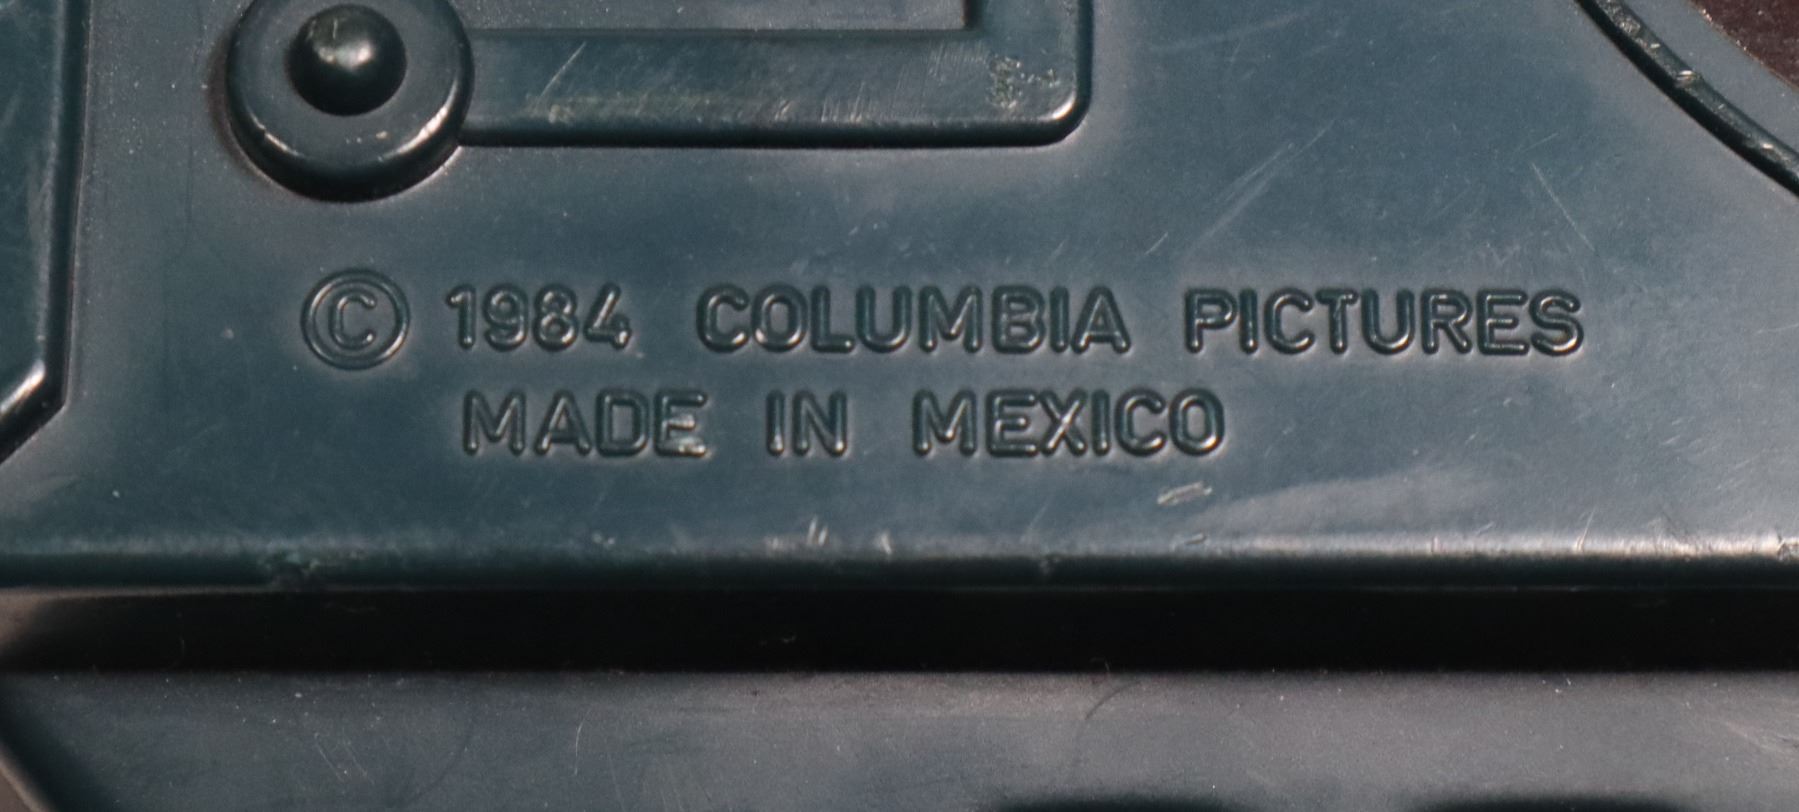 © 1984 COLUMBIA PICTURES
MADE IN MEXICO